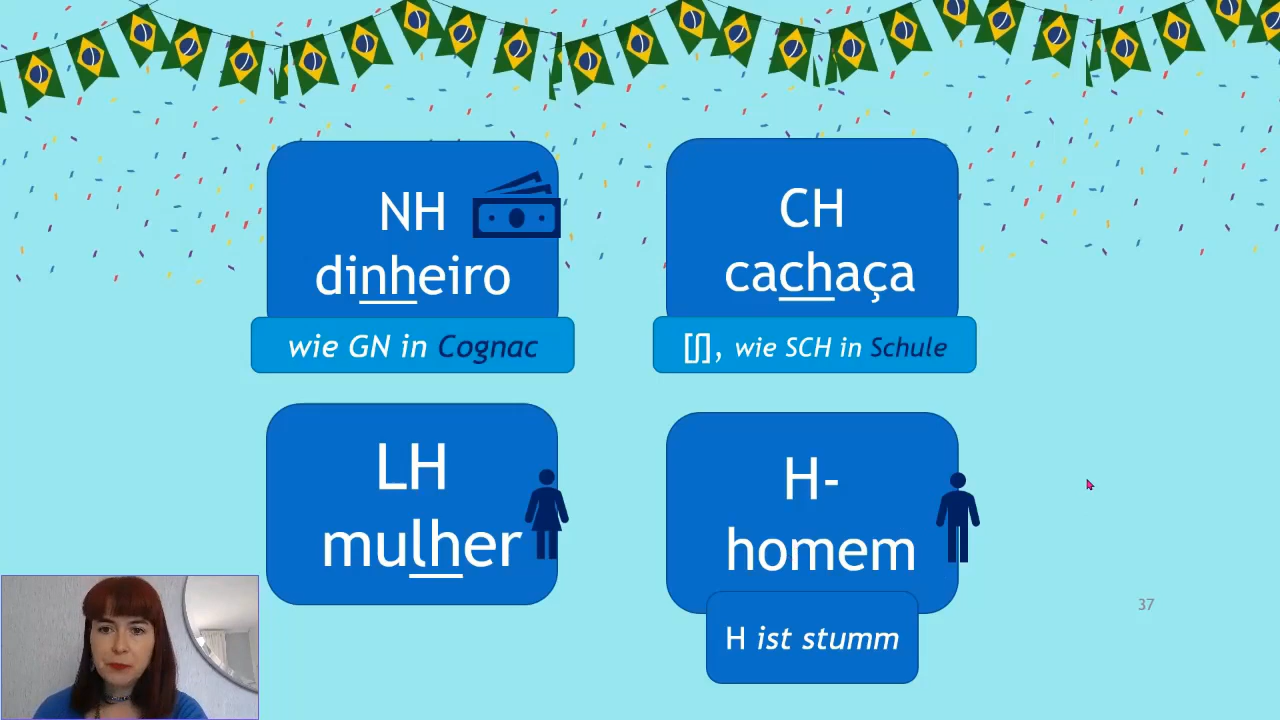 NH
dinheiro
wie GN in Cognac
CH
cachaça
[ʃ], wie SCH in Schule
LH
mulher
H-
homem
H ist stumm
37